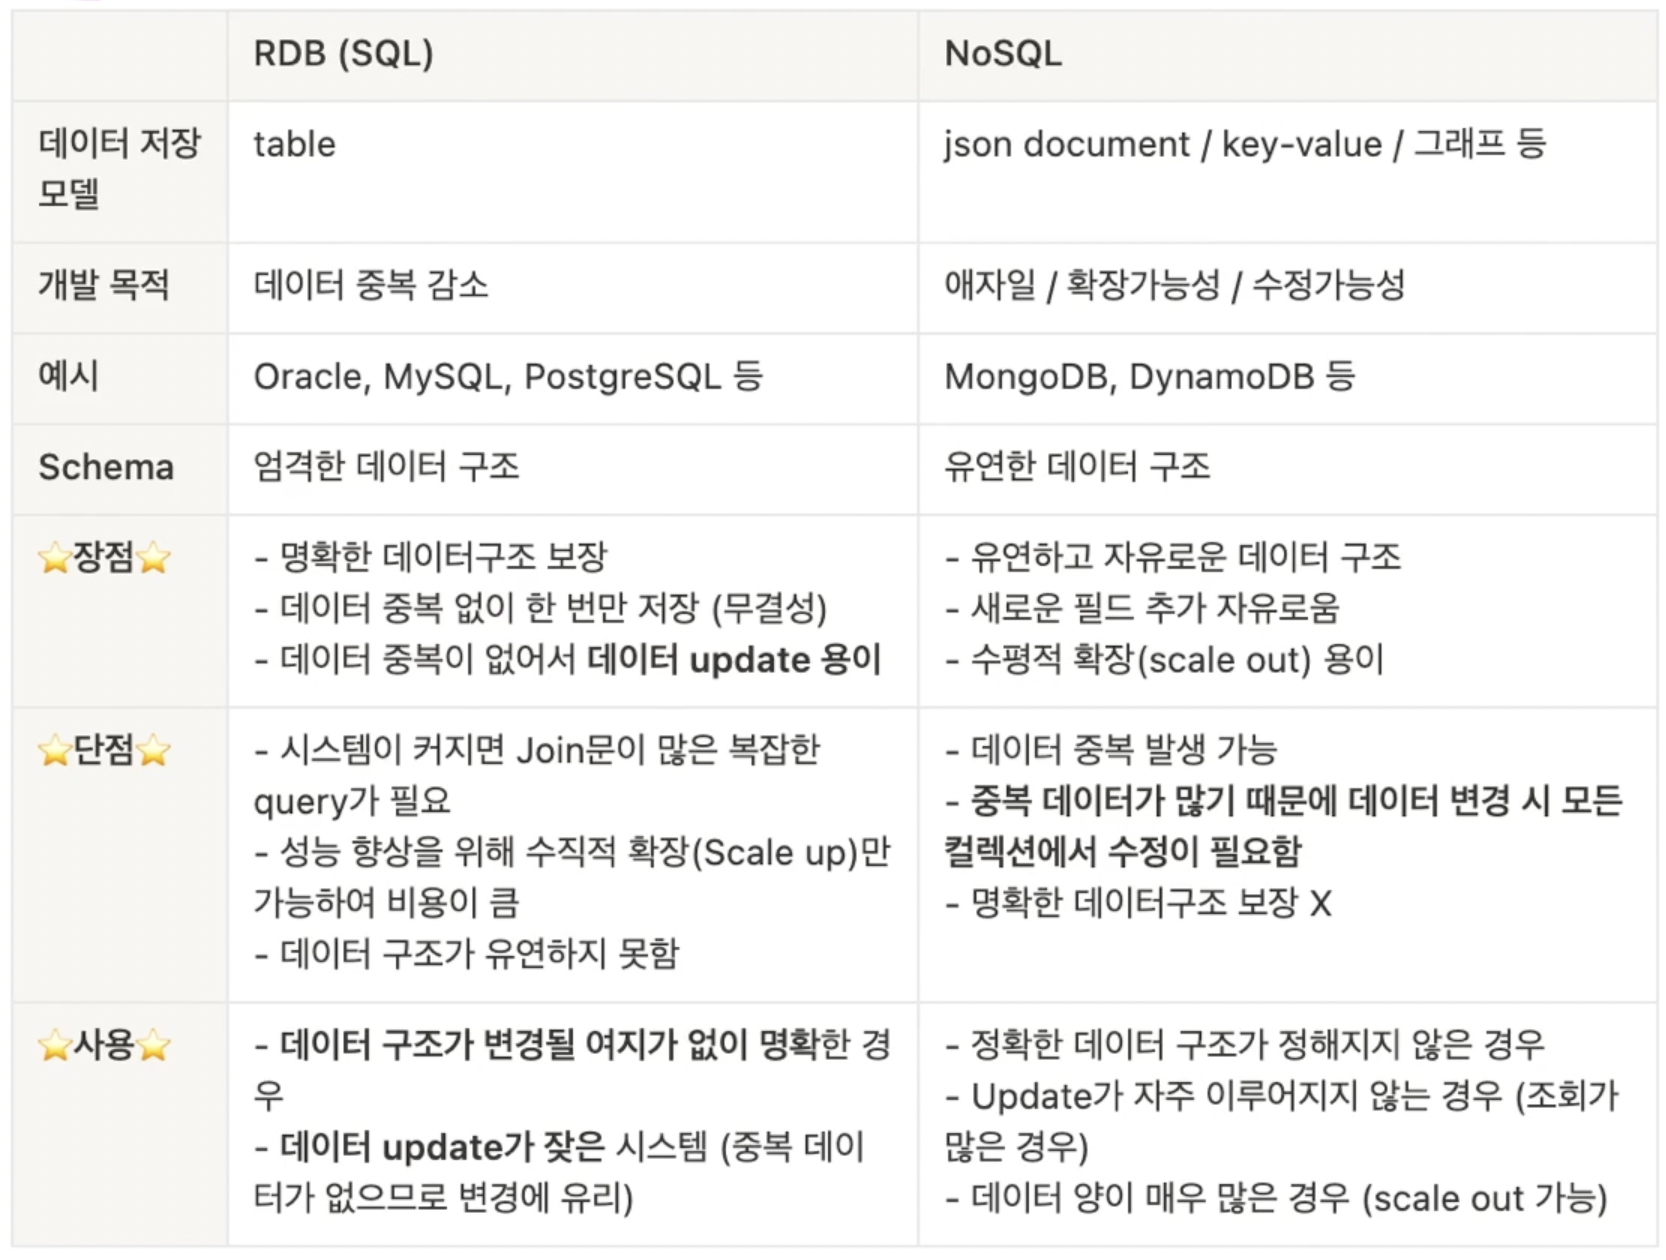 RDB (SQL)
NoSQL
데이터 저장
모델
table
json document / key-value / 그래프 등
개발 목적
데이터 중복 감소
애자일 / 확장가능성 / 수정가능성
예시
Oracle, MySQL, PostgreSQL 등
MongoDB, DynamoDB 등
Schema
엄격한 데이터 구조
유연한 데이터 구조
⭐장점⭐
- 명확한 데이터구조 보장
- 데이터 중복 없이 한 번만 저장 (무결성)
- 데이터 중복이 없어서 데이터 update 용이
- 유연하고 자유로운 데이터 구조
- 새로운 필드 추가 자유로움
- 수평적 확장(scale out) 용이
⭐단점⭐
- 시스템이 커지면 Join문이 많은 복잡한
query가 필요
- 성능 향상을 위해 수직적 확장(Scale up)만
가능하여 비용이 큼
- 데이터 구조가 유연하지 못함
- 데이터 중복 발생 가능
- 중복 데이터가 많기 때문에 데이터 변경 시 모든
컬렉션에서 수정이 필요함
- 명확한 데이터구조 보장 X
⭐사용⭐
- 데이터 구조가 변경될 여지가 없이 명확한 경
우
- 데이터 update가 잦은 시스템 (중복 데이
터가 없으므로 변경에 유리)
- 정확한 데이터 구조가 정해지지 않은 경우
- Update가 자주 이루어지지 않는 경우 (조회가
많은 경우)
- 데이터 양이 매우 많은 경우 (scale out 가능)